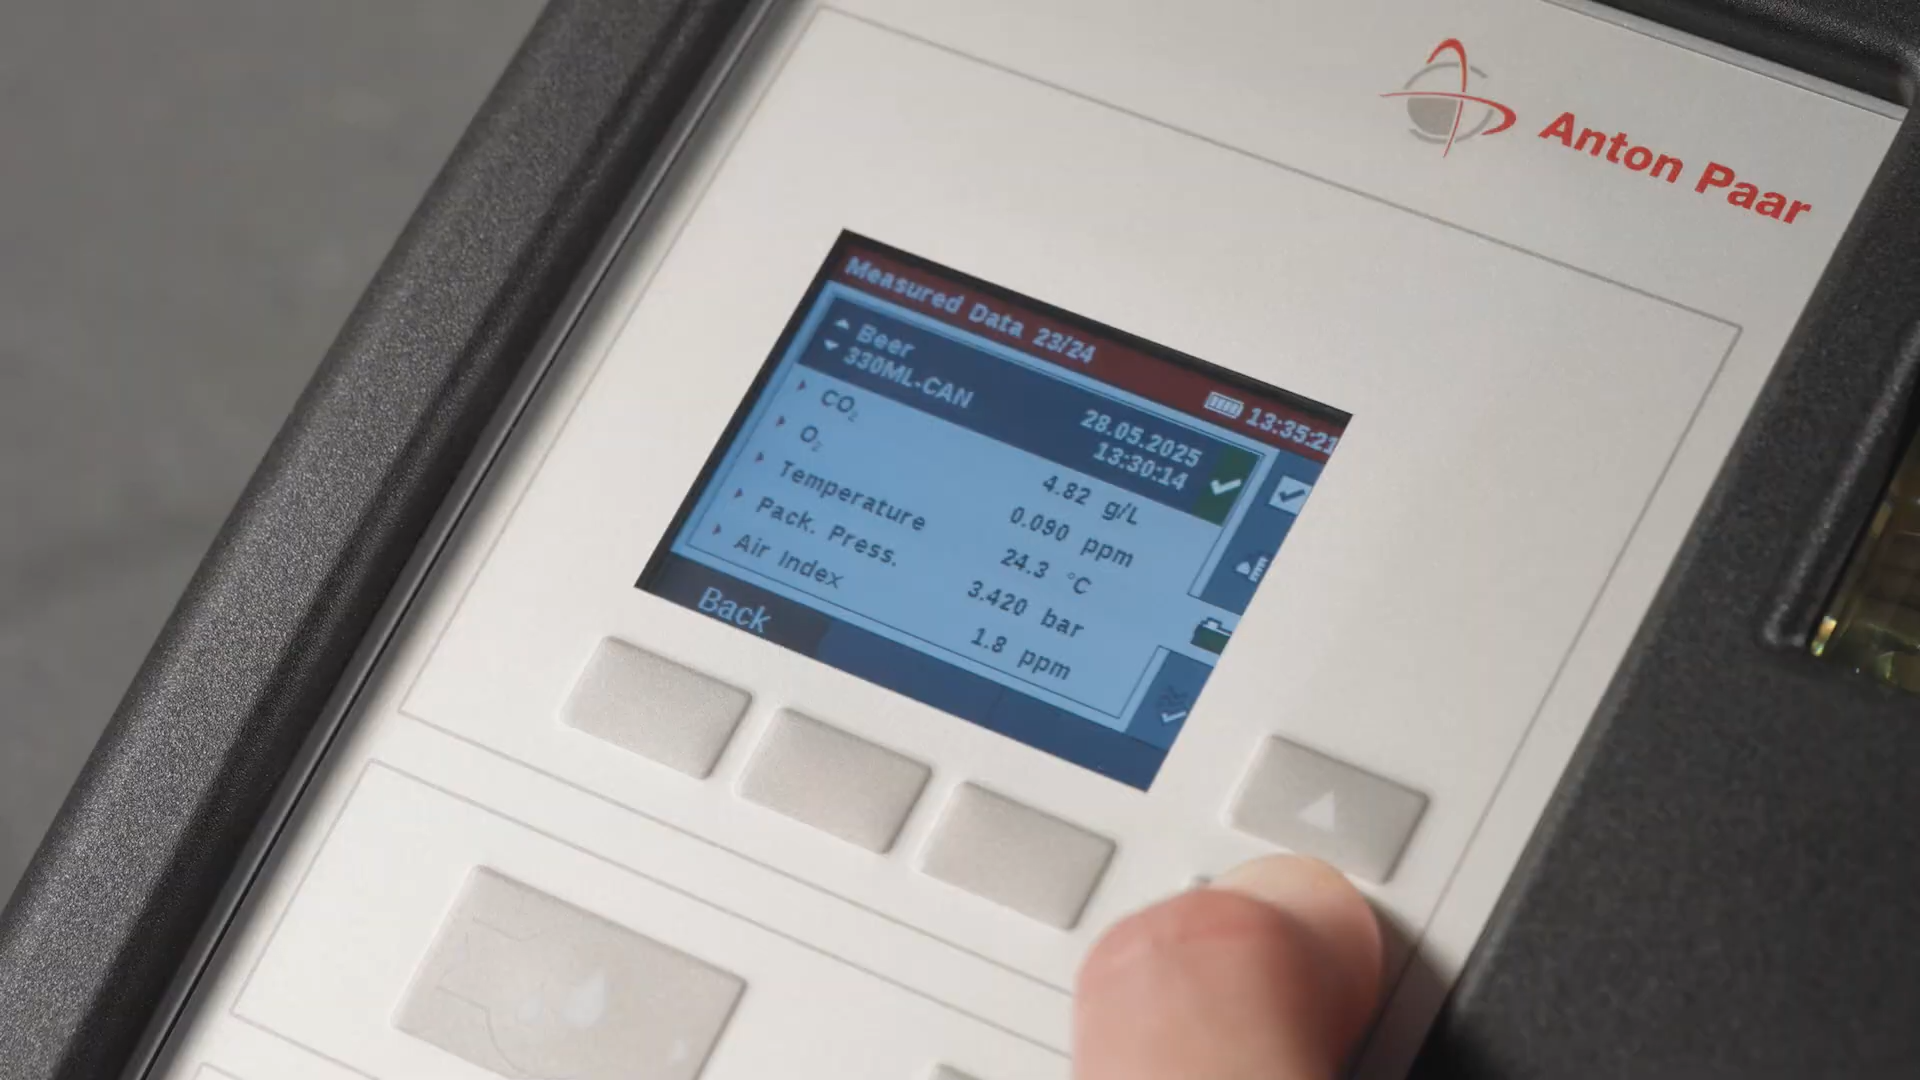 Anton Paar
Measured Data 23/24
13:35:21
Beer
330ML-CAN
28.05.2025
13:30:14
CO₂ 4.82 g/L
O₂ 0.090 ppm
Temperature 24.3 °C
Pack. Press. 3.420 bar
Air Index 1.8 ppm
Back